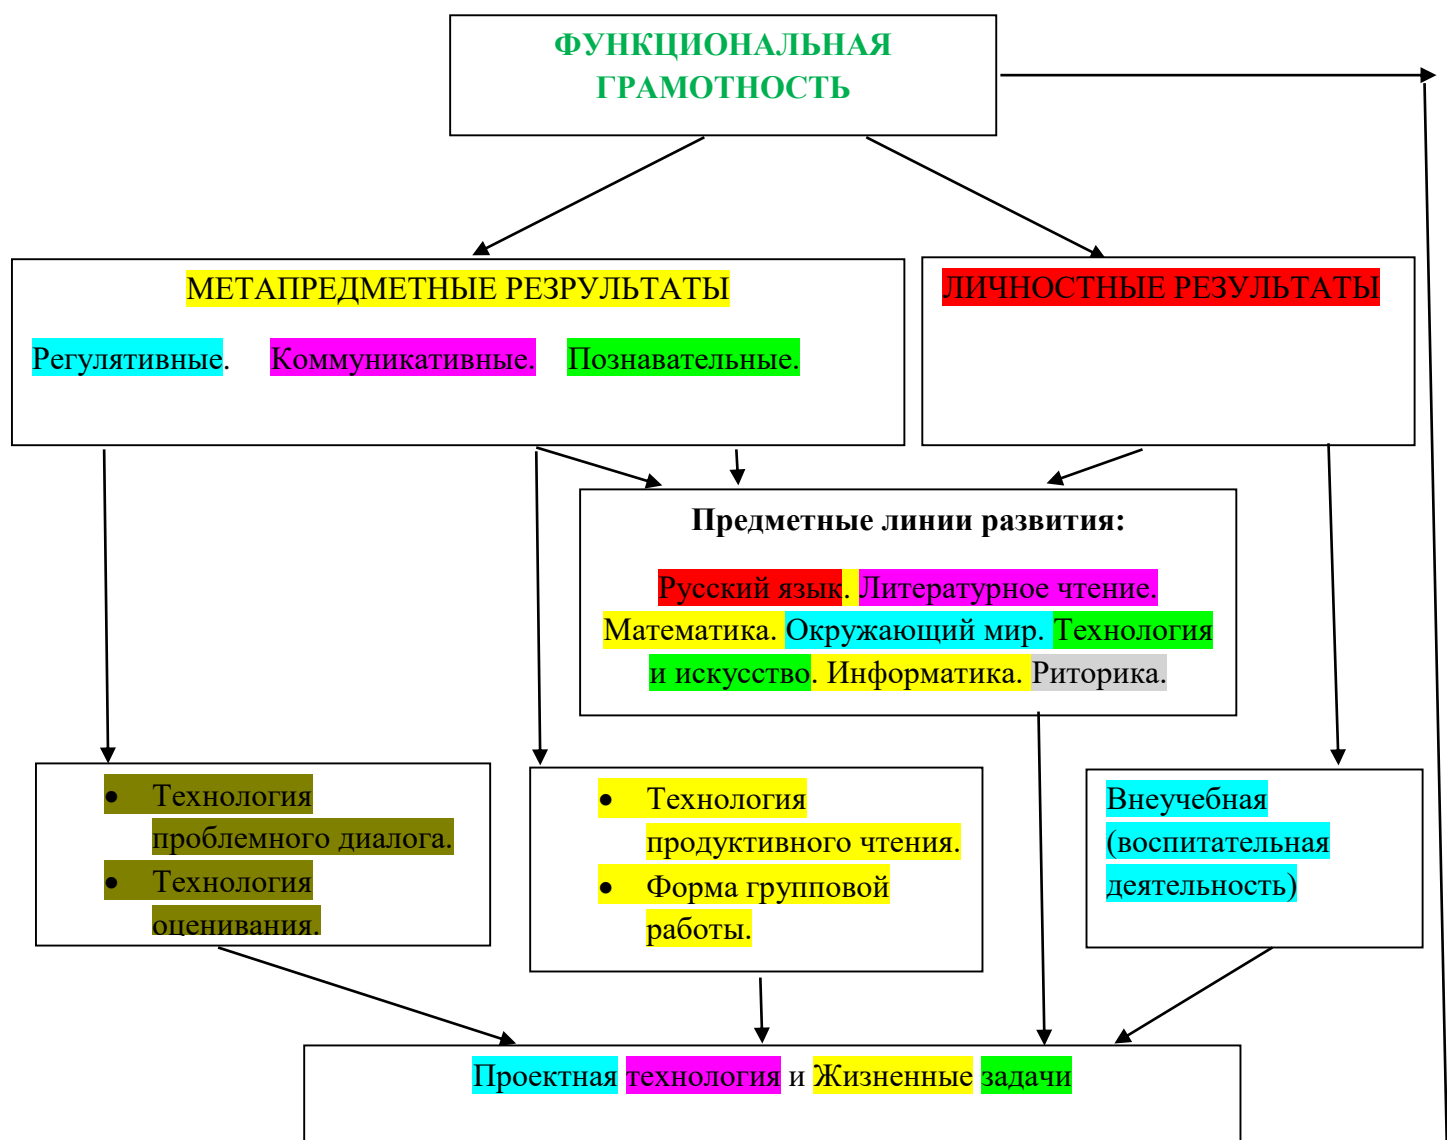 ФУНКЦИОНАЛЬНАЯ
ГРАМОТНОСТЬ
МЕТАПРЕДМЕТНЫЕ РЕЗРУЛЬТАТЫ
Регулятивные. Коммуникативные. Познавательные.
ЛИЧНОСТНЫЕ РЕЗУЛЬТАТЫ
Предметные линии развития:
Русский язык. Литературное чтение.
Математика. Окружающий мир. Технология
и искусство. Информатика. Риторика.
• Технология
проблемного диалога.
• Технология
оценивания.
• Технология
продуктивного чтения.
• Форма групповой
работы.
Внеучебная
(воспитательная
деятельность)
Проектная технология и Жизненные задачи